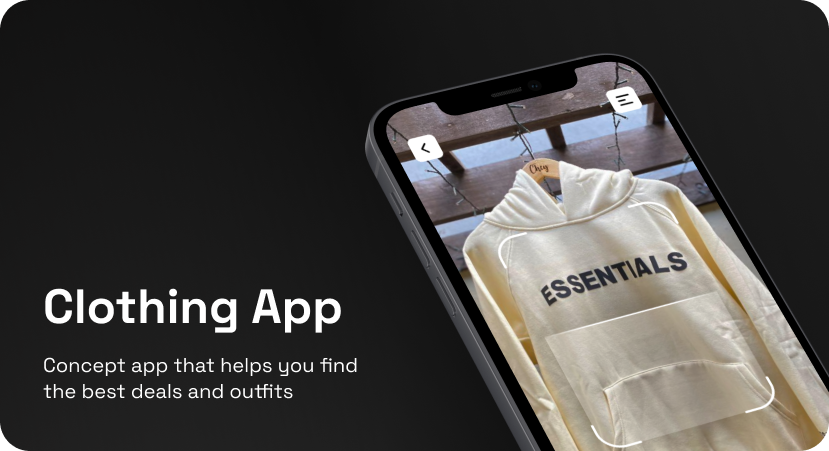 Chey
ESSENTIALS
Clothing App
Concept app that helps you find
the best deals and outfits